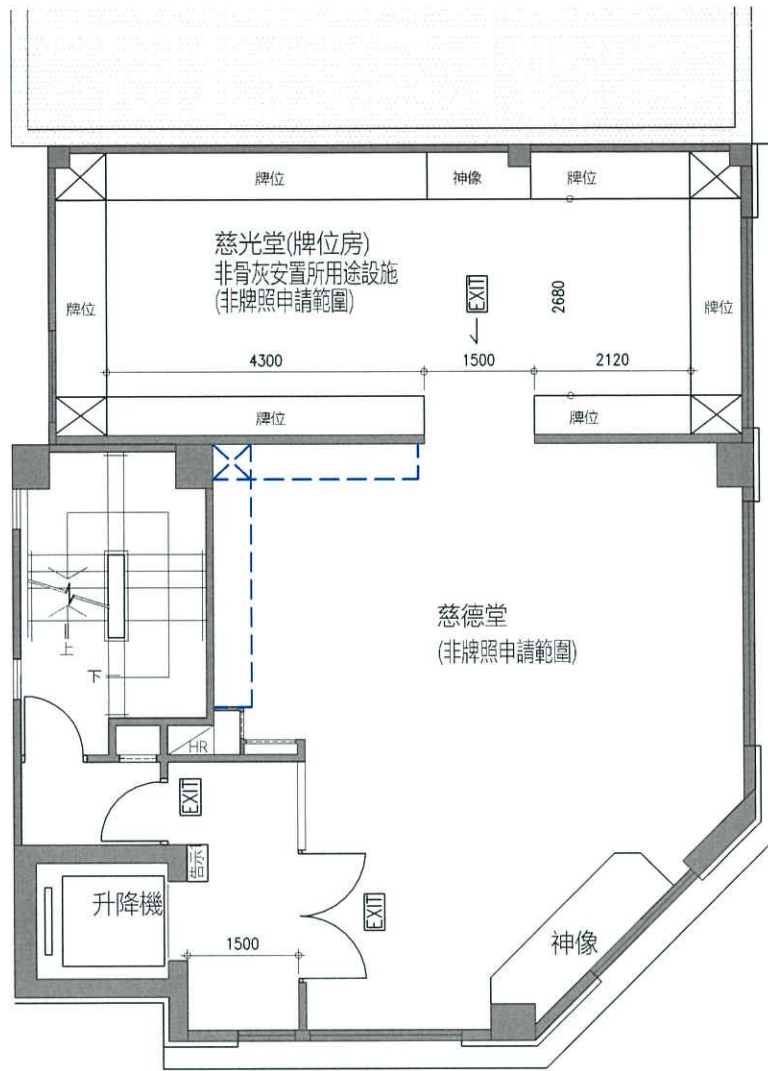 牌位
神像
牌位
慈光堂(牌位房)
非骨灰安置所用途設施
(非牌照申請範圍)
EXIT
2680
牌位
牌位
4300
1500
2120
牌位
牌位
慈德堂
(非牌照申請範圍)
上
下
HR
EXIT
告示
升降機
EXIT
1500
神像